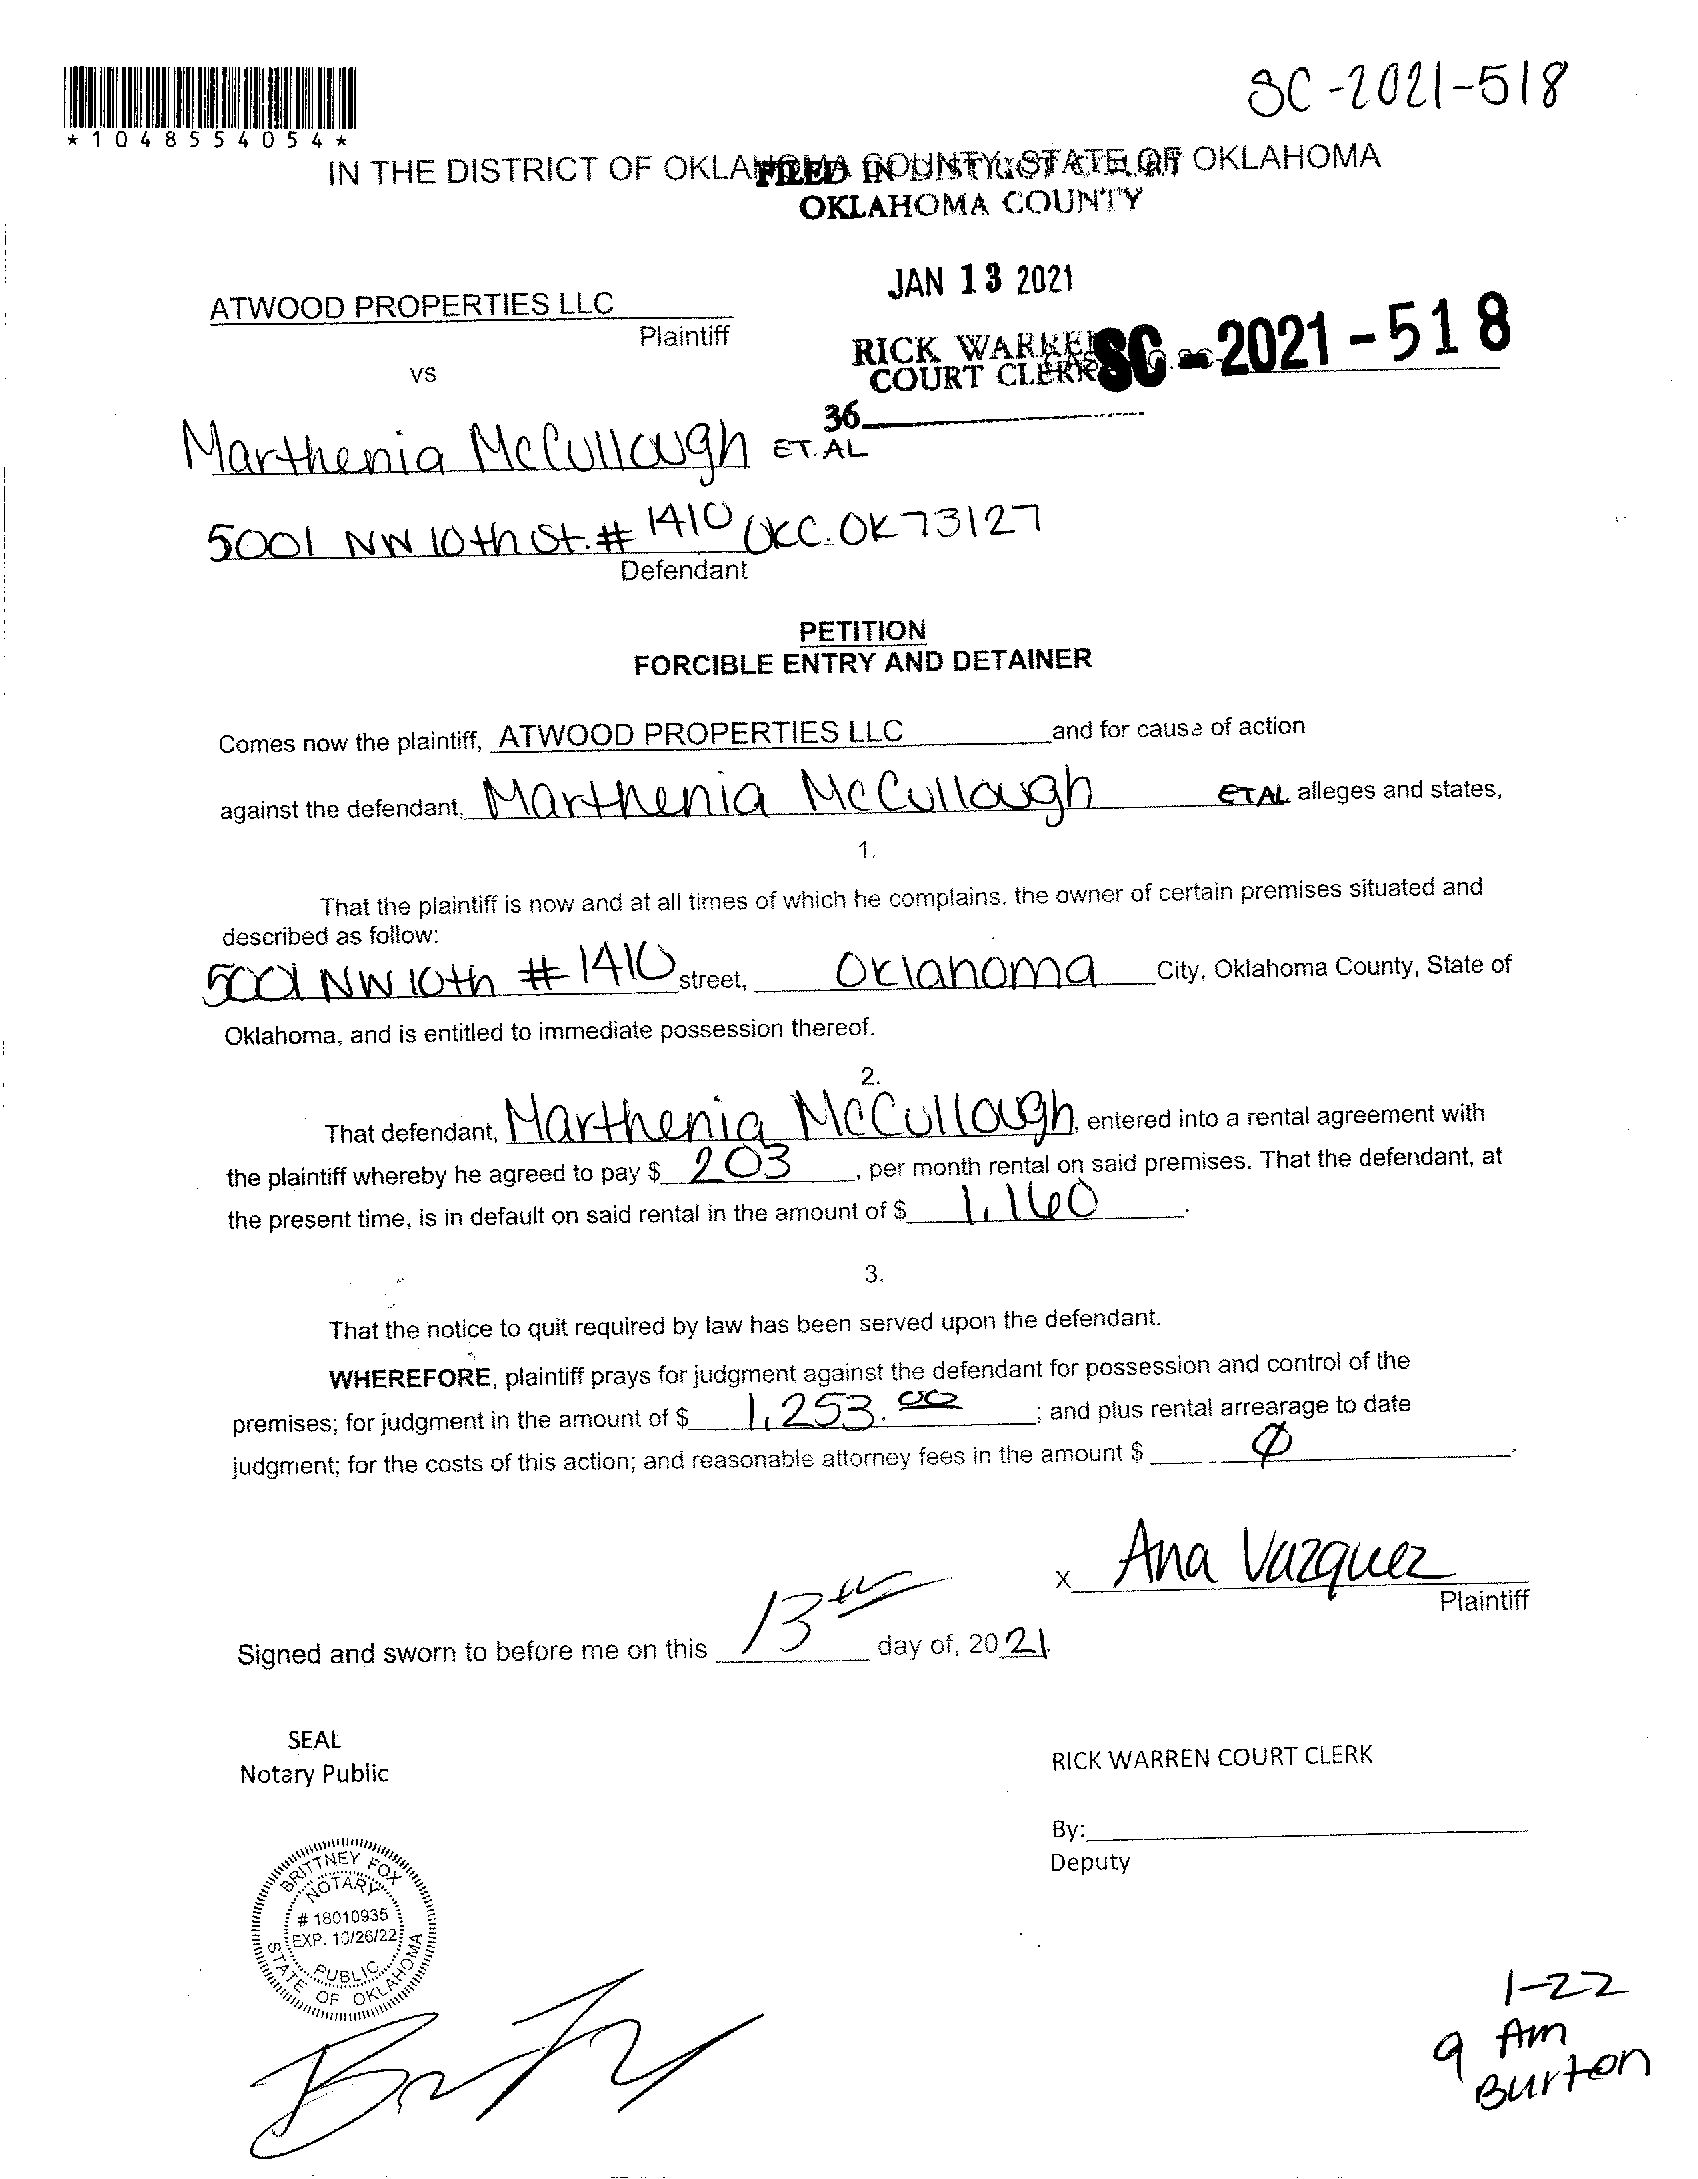 SC-2021-518
*1048554054*
IN THE DISTRICT OF OKLAHOMA COUNTY, STATE OF OKLAHOMA
FILED IN DISTRICT COURT
OKLAHOMA COUNTY
JAN 13 2021
ATWOOD PROPERTIES LLC
Plaintiff
RICK WARREN
COURT CLERK
SC - 2021 - 518
vs
36
Marthenia McCullough ET. AL
5001 NW 10th St. # 1410 OKC. OK 73127
Defendant
PETITION
FORCIBLE ENTRY AND DETAINER
Comes now the plaintiff, ATWOOD PROPERTIES LLC and for cause of action
against the defendant, Marthenia McCullough ETAL alleges and states,
1.
That the plaintiff is now and at all times of which he complains, the owner of certain premises situated and
described as follow:
5001 NW 10th # 1410 street, Oklahoma City, Oklahoma County, State of
Oklahoma, and is entitled to immediate possession thereof.
2.
That defendant, Marthenia McCullough, entered into a rental agreement with
the plaintiff whereby he agreed to pay $ 203, per month rental on said premises. That the defendant, at
the present time, is in default on said rental in the amount of $ 1,160.
3.
That the notice to quit required by law has been served upon the defendant.
WHEREFORE, plaintiff prays for judgment against the defendant for possession and control of the
premises; for judgment in the amount of $ 1,253.00; and plus rental arrearage to date
judgment; for the costs of this action; and reasonable attorney fees in the amount $ Ø.
x Ana Vazquez
Plaintiff
Signed and sworn to before me on this 13th day of, 2021.
SEAL
Notary Public
RICK WARREN COURT CLERK
By:
Deputy
BRITTNEY FOX
NOTARY
# 18010935
EXP. 10/26/22
PUBLIC
STATE OF OKLAHOMA
1-22
9 Am
Burton